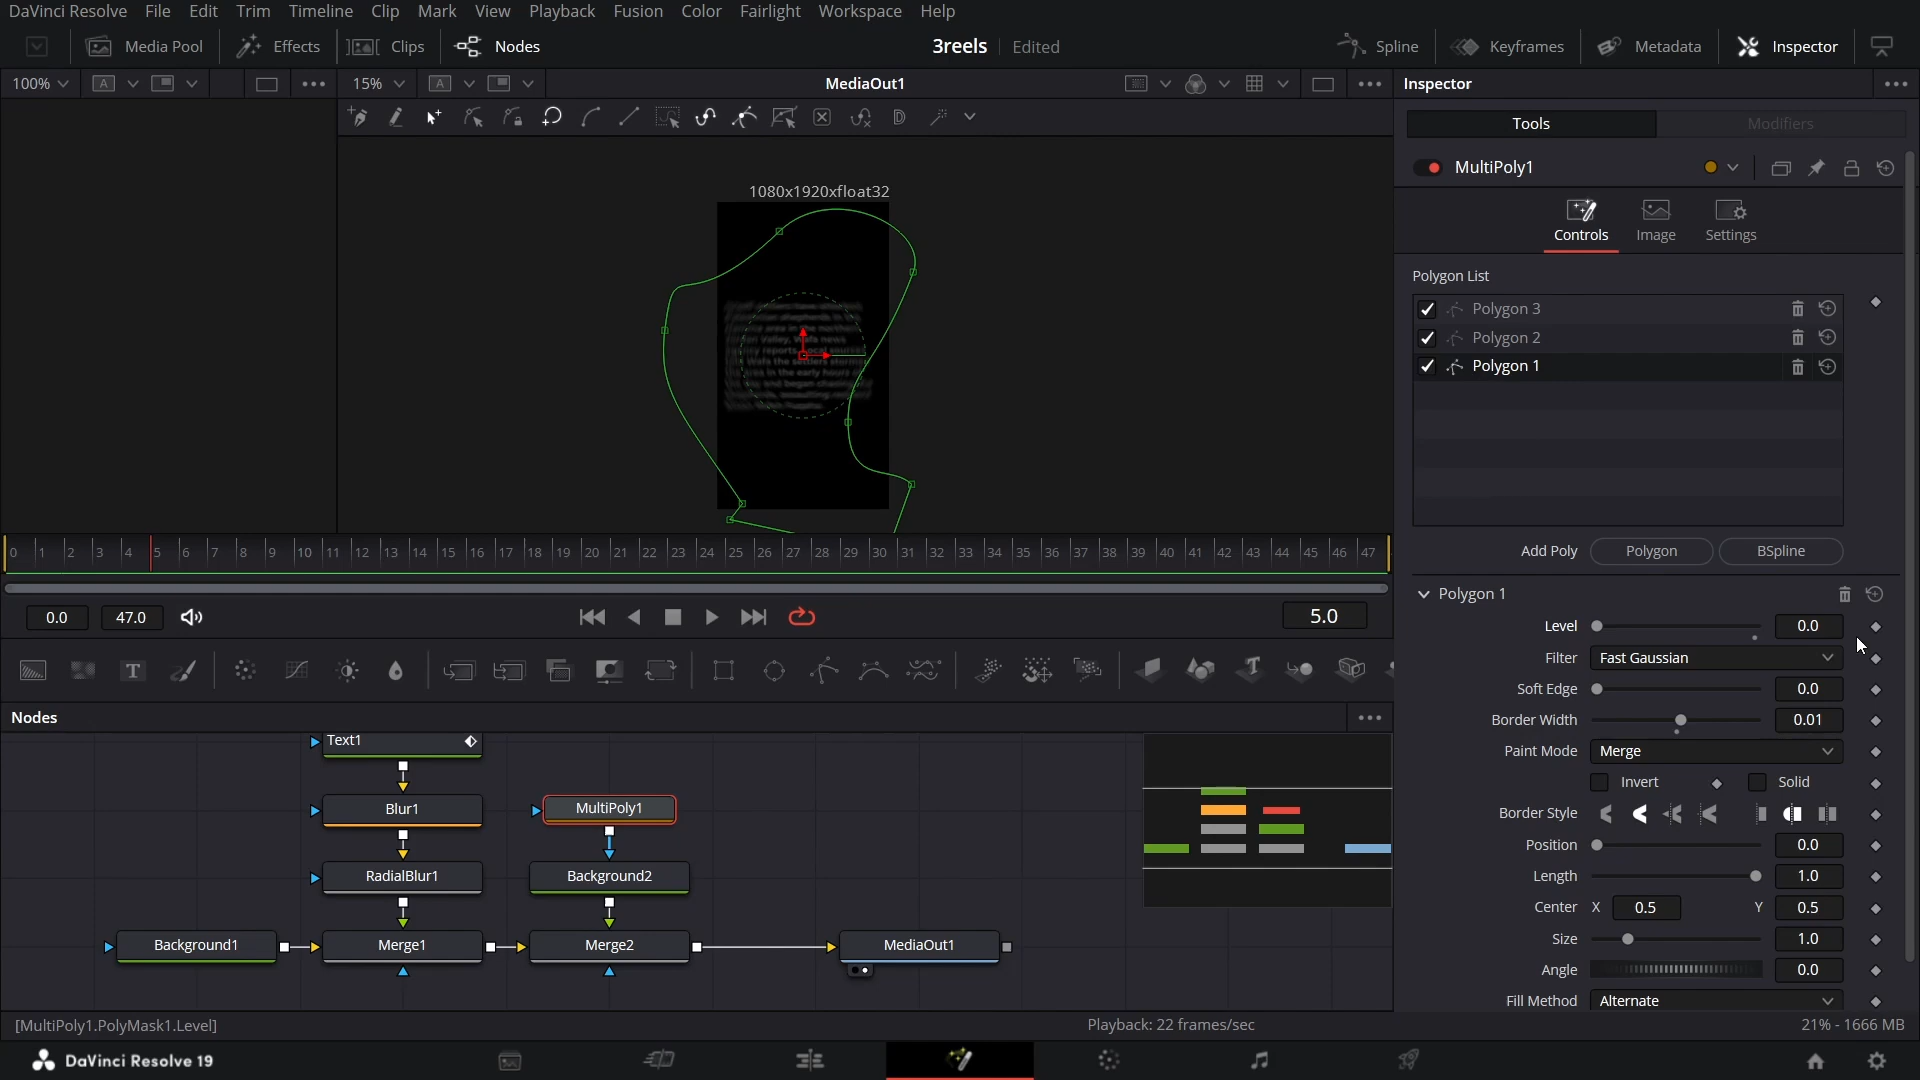 DaVinci Resolve File Edit Trim Timeline Clip Mark View Playback Fusion Color Fairlight Workspace Help
Media Pool Effects Clips Nodes 3reels Edited Spline Keyframes Metadata Inspector
100% A 15% A MediaOut1 Inspector
Tools Modifiers
MultiPoly1
1080x1920xfloat32
Controls Image Settings
Polygon List
Polygon 3
Polygon 2
Polygon 1
Add Poly Polygon BSpline
0 1 2 3 4 5 6 7 8 9 10 11 12 13 14 15 16 17 18 19 20 21 22 23 24 25 26 27 28 29 30 31 32 33 34 35 36 37 38 39 40 41 42 43 44 45 46 47
0.0 47.0 5.0
Polygon 1
Level 0.0
Filter Fast Gaussian
Soft Edge 0.0
Border Width 0.01
Paint Mode Merge
Invert Solid
Border Style
Position 0.0
Length 1.0
Center X 0.5 Y 0.5
Size 1.0
Angle 0.0
Fill Method Alternate
Nodes
Text1
Blur1 MultiPoly1
RadialBlur1 Background2
Background1 Merge1 Merge2 MediaOut1
[MultiPoly1.PolyMask1.Level] Playback: 22 frames/sec 21% - 1666 MB
DaVinci Resolve 19